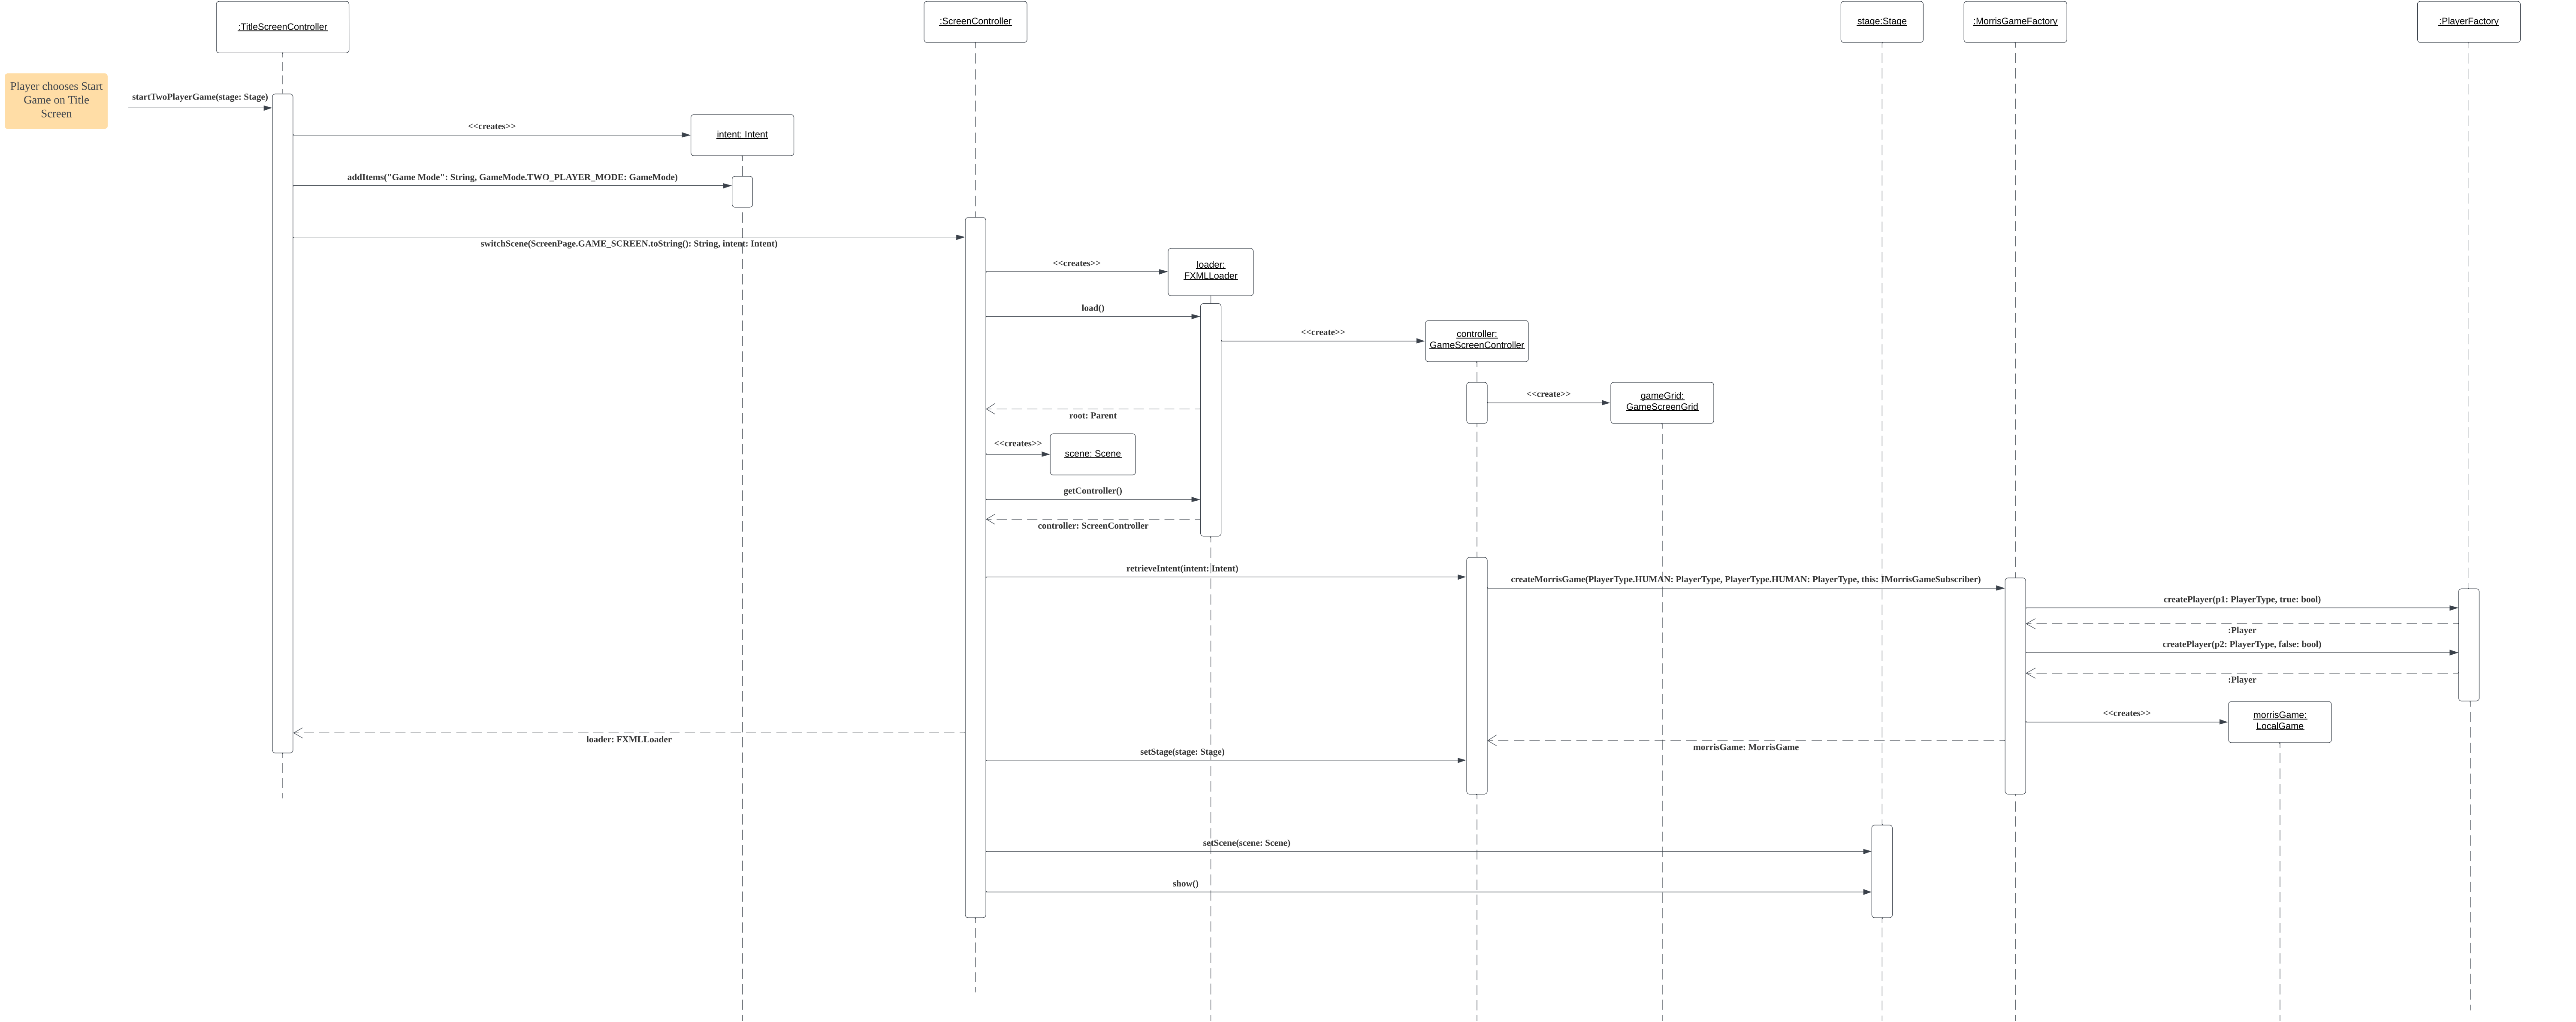 :TitleScreenController
:ScreenController
stage:Stage
:MorrisGameFactory
:PlayerFactory
Player chooses Start
Game on Title
Screen
startTwoPlayerGame(stage: Stage)
<<creates>>
intent: Intent
addItems("Game Mode": String, GameMode.TWO_PLAYER_MODE: GameMode)
switchScene(ScreenPage.GAME_SCREEN.toString(): String, intent: Intent)
<<creates>>
loader:
FXMLLoader
load()
<<create>>
controller:
GameScreenController
<<create>>
gameGrid:
GameScreenGrid
root: Parent
<<creates>>
scene: Scene
getController()
controller: ScreenController
retrieveIntent(intent: Intent)
createMorrisGame(PlayerType.HUMAN: PlayerType, PlayerType.HUMAN: PlayerType, this: IMorrisGameSubscriber)
createPlayer(p1: PlayerType, true: bool)
:Player
createPlayer(p2: PlayerType, false: bool)
:Player
<<creates>>
morrisGame:
LocalGame
loader: FXMLLoader
morrisGame: MorrisGame
setStage(stage: Stage)
setScene(scene: Scene)
show()